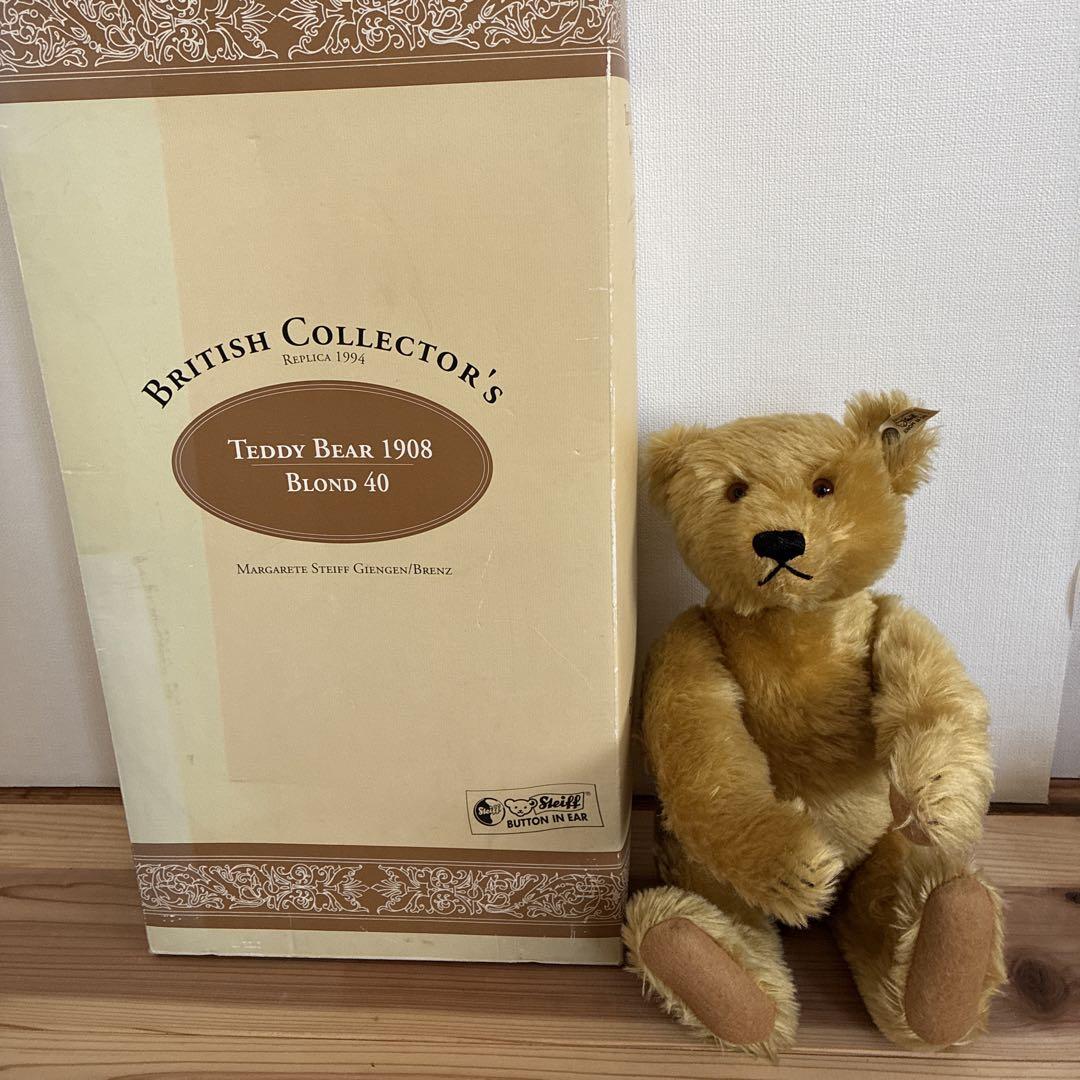 BRITISH COLLECTOR'S
REPLICA 1994
TEDDY BEAR 1908
BLOND 40
MARGARETE STEIFF GIENGEN/BRENZ
Steiff
Steiff
BUTTON IN EAR